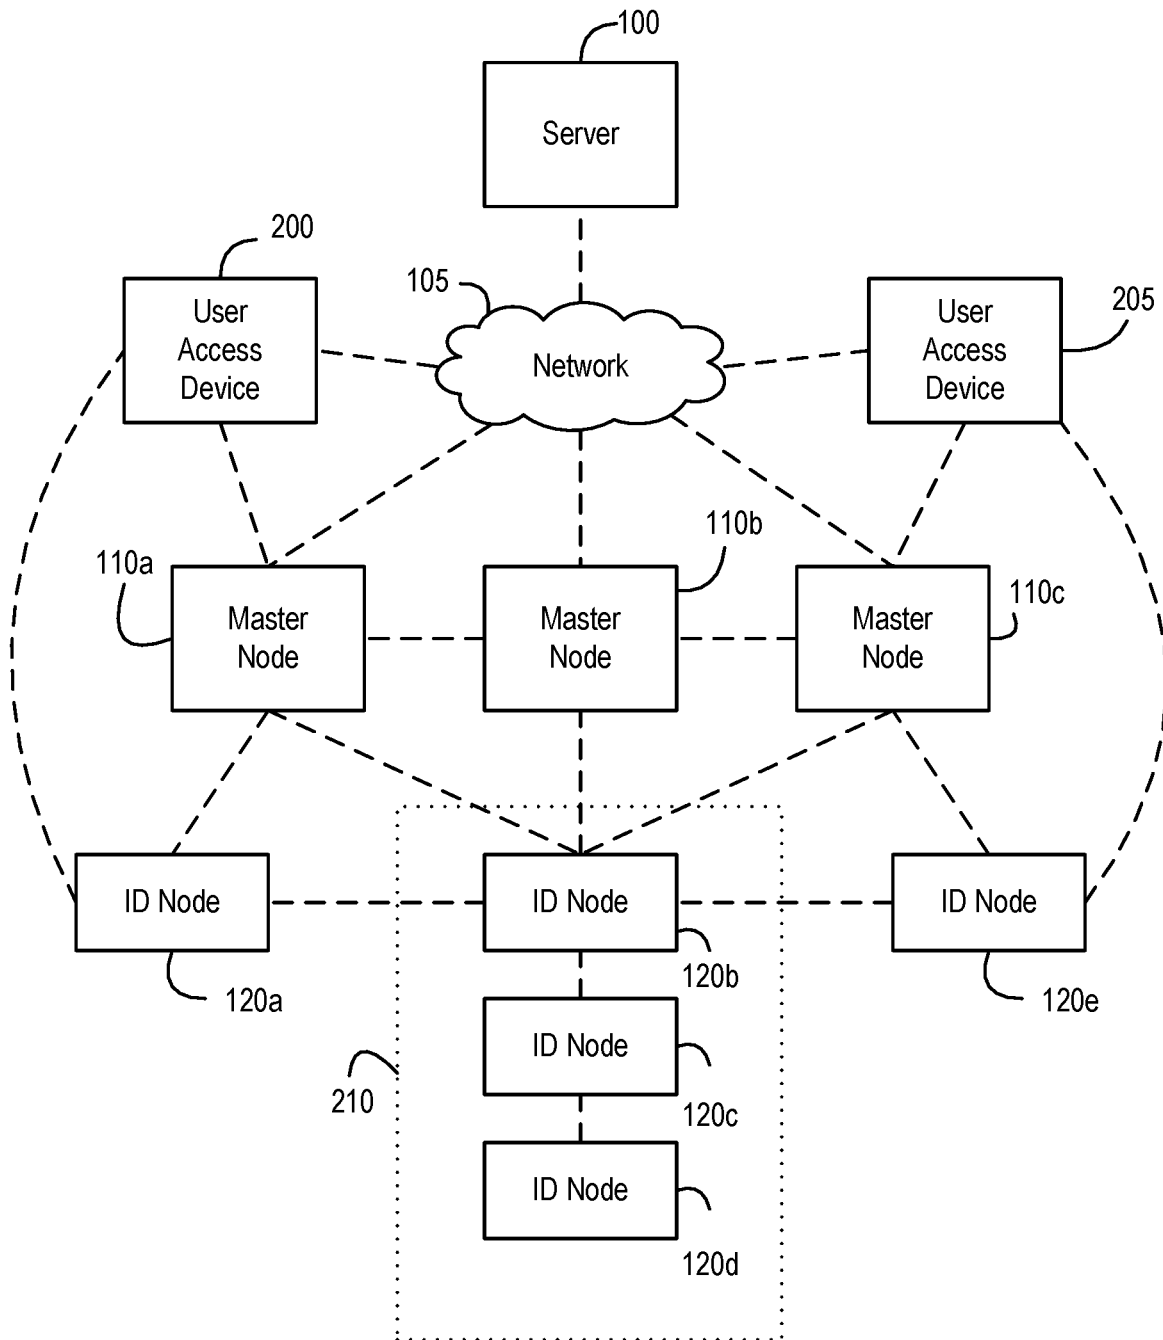 100
Server
200
105
205
User
Access
Device
User
Access
Device
Network
110b
110a
110c
Master
Node
Master
Node
Master
Node
ID Node
ID Node
ID Node
120b
120a
120e
ID Node
210
120c
ID Node
120d